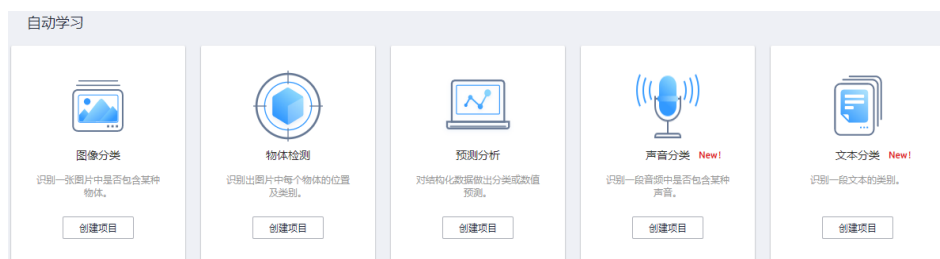 自动学习
图像分类
识别一张图片中是否包含某种
物体。
创建项目
物体检测
识别出图片中每个物体的位置
及类别。
创建项目
预测分析
对结构化数据做出分类或数值
预测。
创建项目
声音分类 New!
识别一段音频中是否包含某种
声音。
创建项目
文本分类 New!
识别一段文本的类别。
创建项目